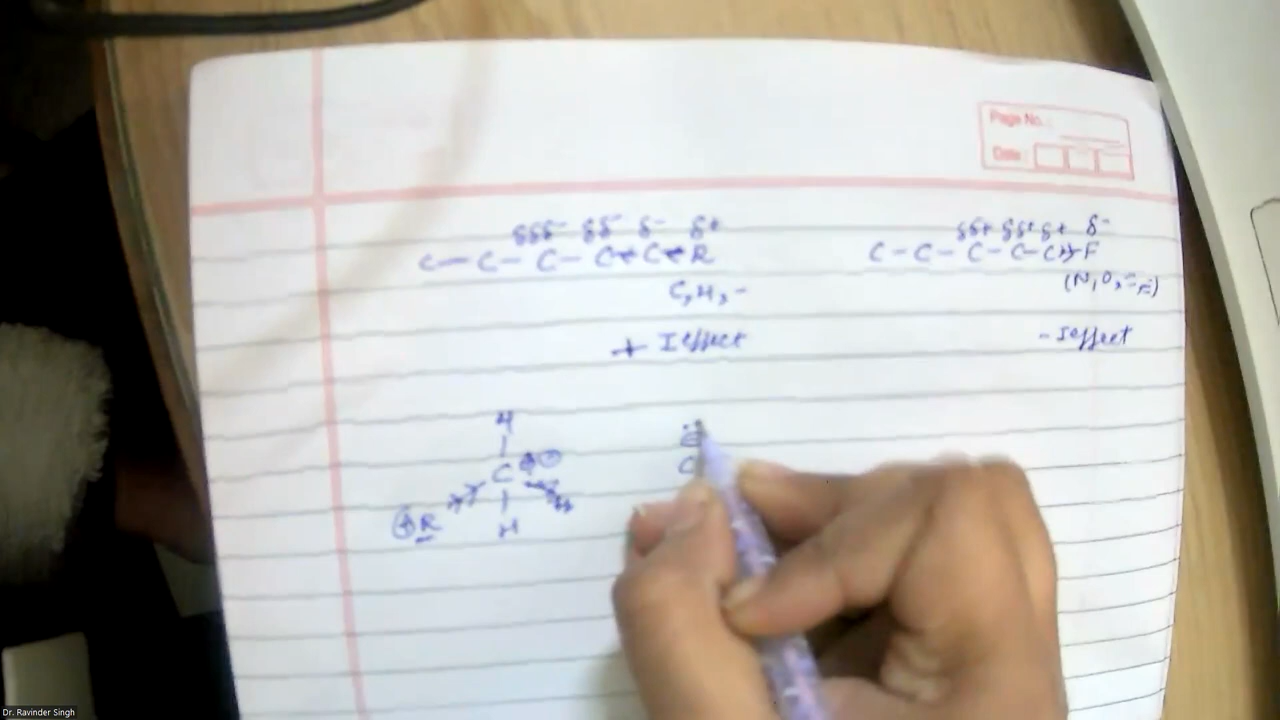 Page No.:
Date:
δδδ- δδ- δ- δ+
C - C - C - C - C - R
δδδ+ δδ+ δ+ δ-
C - C - C - C - C F
C2H5 -
(N, O, F)
+ I effect
- I effect
H
C
R
H
C
Dr. Ravinder Singh